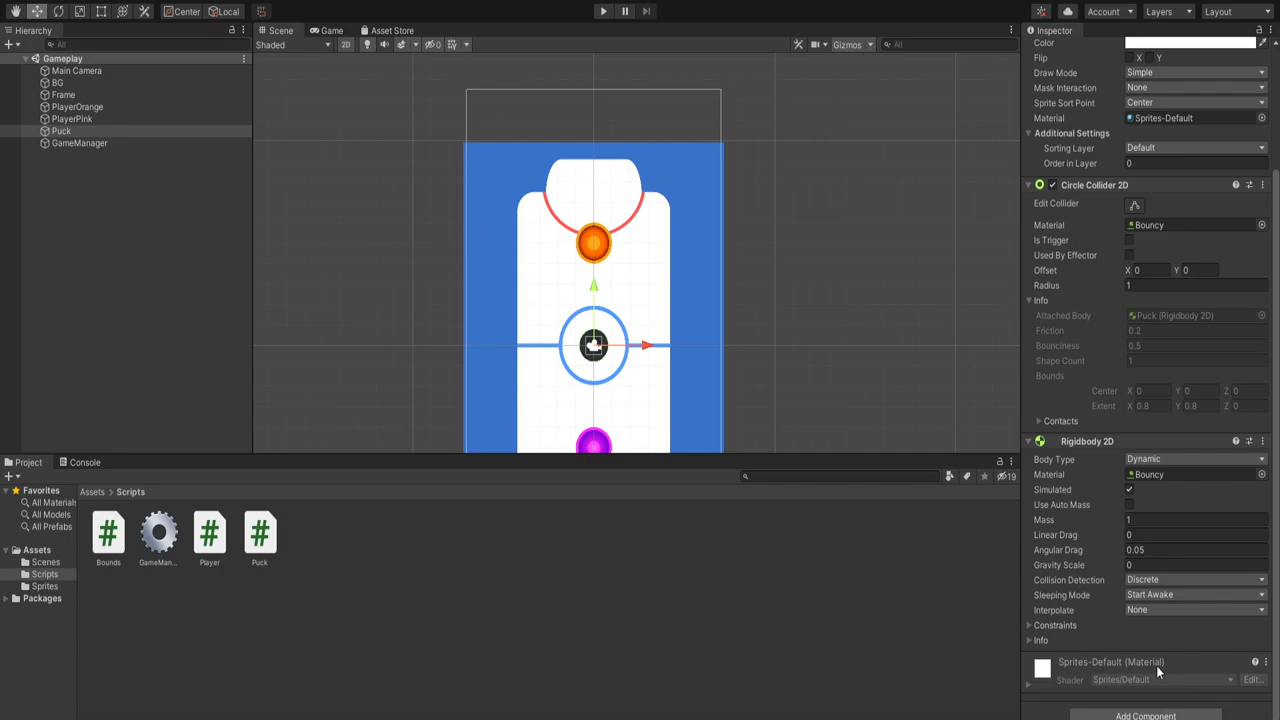 Center Local Account Layers Layout
Hierarchy
All
Gameplay
Main Camera
BG
Frame
PlayerOrange
PlayerPink
Puck
GameManager
Scene Game Asset Store
Shaded 2D 0 Gizmos All
Inspector
Color
Flip X Y
Draw Mode Simple
Mask Interaction None
Sprite Sort Point Center
Material Sprites-Default
Additional Settings
Sorting Layer Default
Order in Layer 0
Circle Collider 2D
Edit Collider
Material Bouncy
Is Trigger
Used By Effector
Offset X 0 Y 0
Radius 1
Info
Attached Body Puck (Rigidbody 2D)
Friction 0.2
Bounciness 0.5
Shape Count 1
Bounds
Center X 0 Y 0 Z 0
Extent X 0.8 Y 0.8 Z 0
Contacts
Rigidbody 2D
Body Type Dynamic
Material Bouncy
Simulated
Use Auto Mass
Mass 1
Linear Drag 0
Angular Drag 0.05
Gravity Scale 0
Collision Detection Discrete
Sleeping Mode Start Awake
Interpolate None
Constraints
Info
Sprites-Default (Material)
Shader Sprites/Default Edit...
Add Component
Project Console
19
Favorites
All Materials
All Models
All Prefabs
Assets
Scenes
Scripts
Sprites
Packages
Assets > Scripts
Bounds GameMan... Player Puck